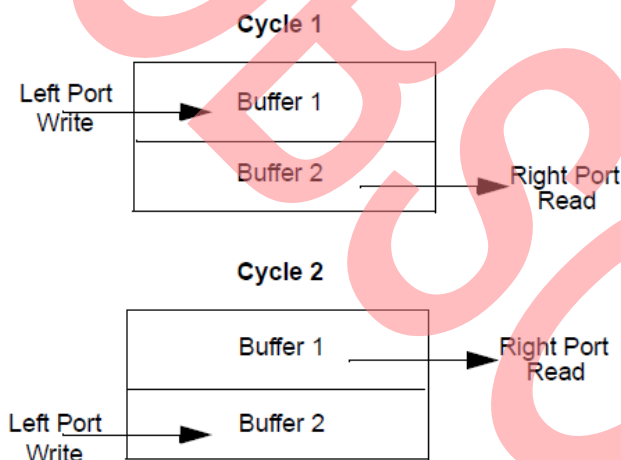 Cycle 1
Left Port
Write
Buffer 1
Buffer 2
Right Port
Read
Cycle 2
Buffer 1
Right Port
Read
Left Port
Write
Buffer 2